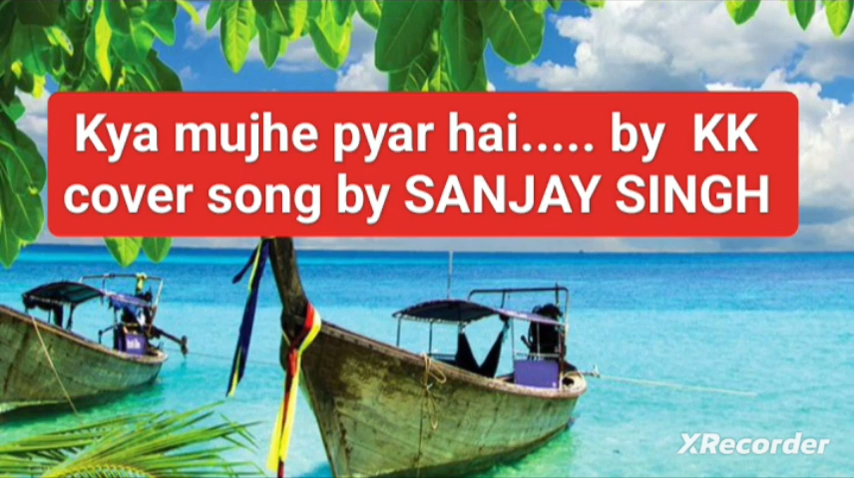 Kya mujhe pyar hai..... by KK
cover song by SANJAY SINGH
XRecorder